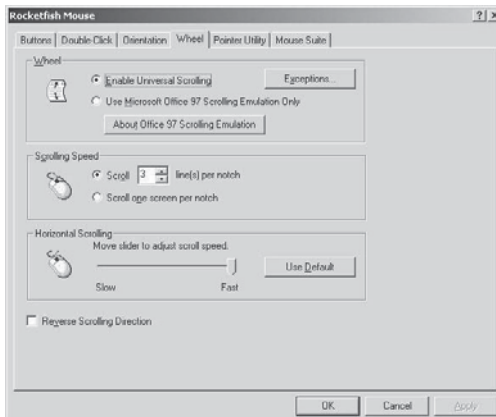 Rocketfish Mouse
Buttons Double-Click Orientation Wheel Pointer Utility Mouse Suite
Wheel
Enable Universal Scrolling
Exceptions...
Use Microsoft Office 97 Scrolling Emulation Only
About Office 97 Scrolling Emulation
Scrolling Speed
Scroll 3 line(s) per notch
Scroll one screen per notch
Horizontal Scrolling
Move slider to adjust scroll speed.
Use Default
Slow Fast
Reverse Scrolling Direction
OK Cancel Apply